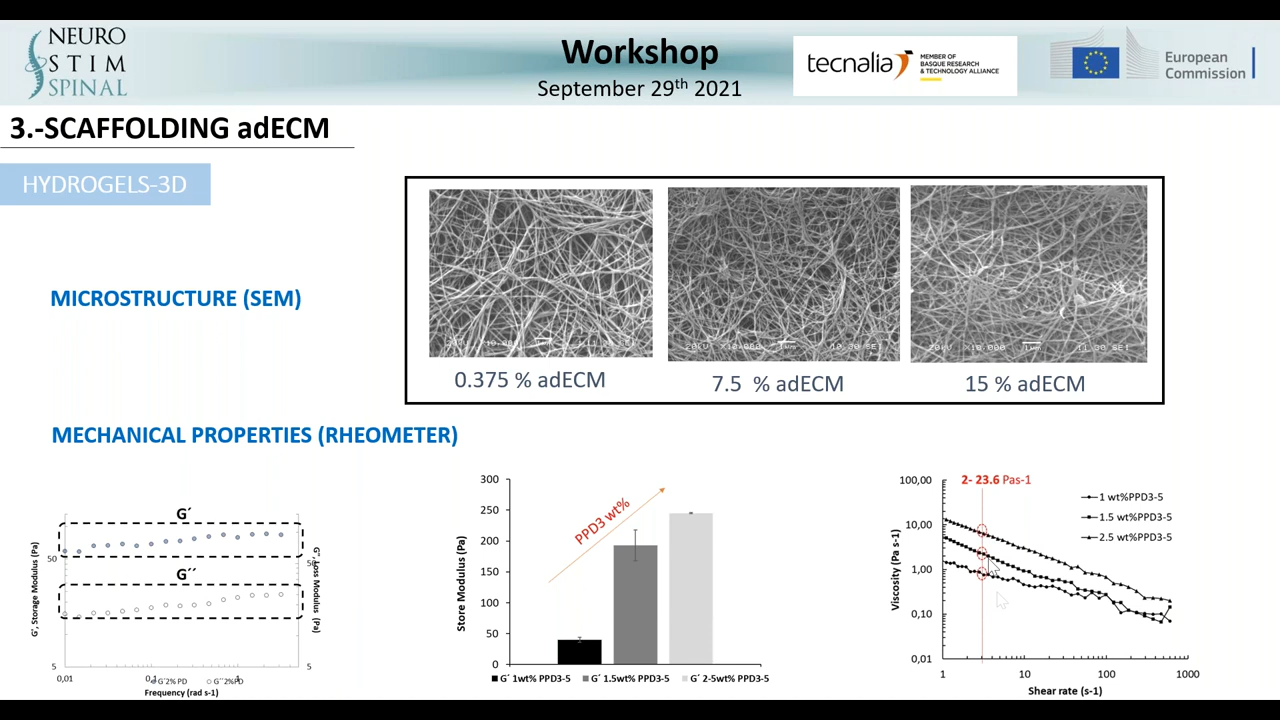 NEURO
STIM
SPINAL
Workshop
September 29th 2021
tecnalia
MEMBER OF
BASQUE RESEARCH
& TECHNOLOGY ALLIANCE
European
Commission
3.-SCAFFOLDING adECM
HYDROGELS-3D
MICROSTRUCTURE (SEM)
0.375 % adECM
7.5 % adECM
15 % adECM
MECHANICAL PROPERTIES (RHEOMETER)
G´
G´´
G', Storage Modulus (Pa)
50
5
50
5
G'', Loss Modulus (Pa)
0,01
0,1
1
G´2% PD
G´´2%PD
Frequency (rad s-1)
Store Modulus (Pa)
300
250
200
150
100
50
0
PPD3 wt%
G´ 1wt% PPD3-5
G´ 1.5wt% PPD3-5
G´ 2-5wt% PPD3-5
2- 23.6 Pas-1
Viscosity (Pa s-1)
100,00
10,00
1,00
0,10
0,01
1 wt%PPD3-5
1.5 wt%PPD3-5
2.5 wt%PPD3-5
1
10
100
1000
Shear rate (s-1)